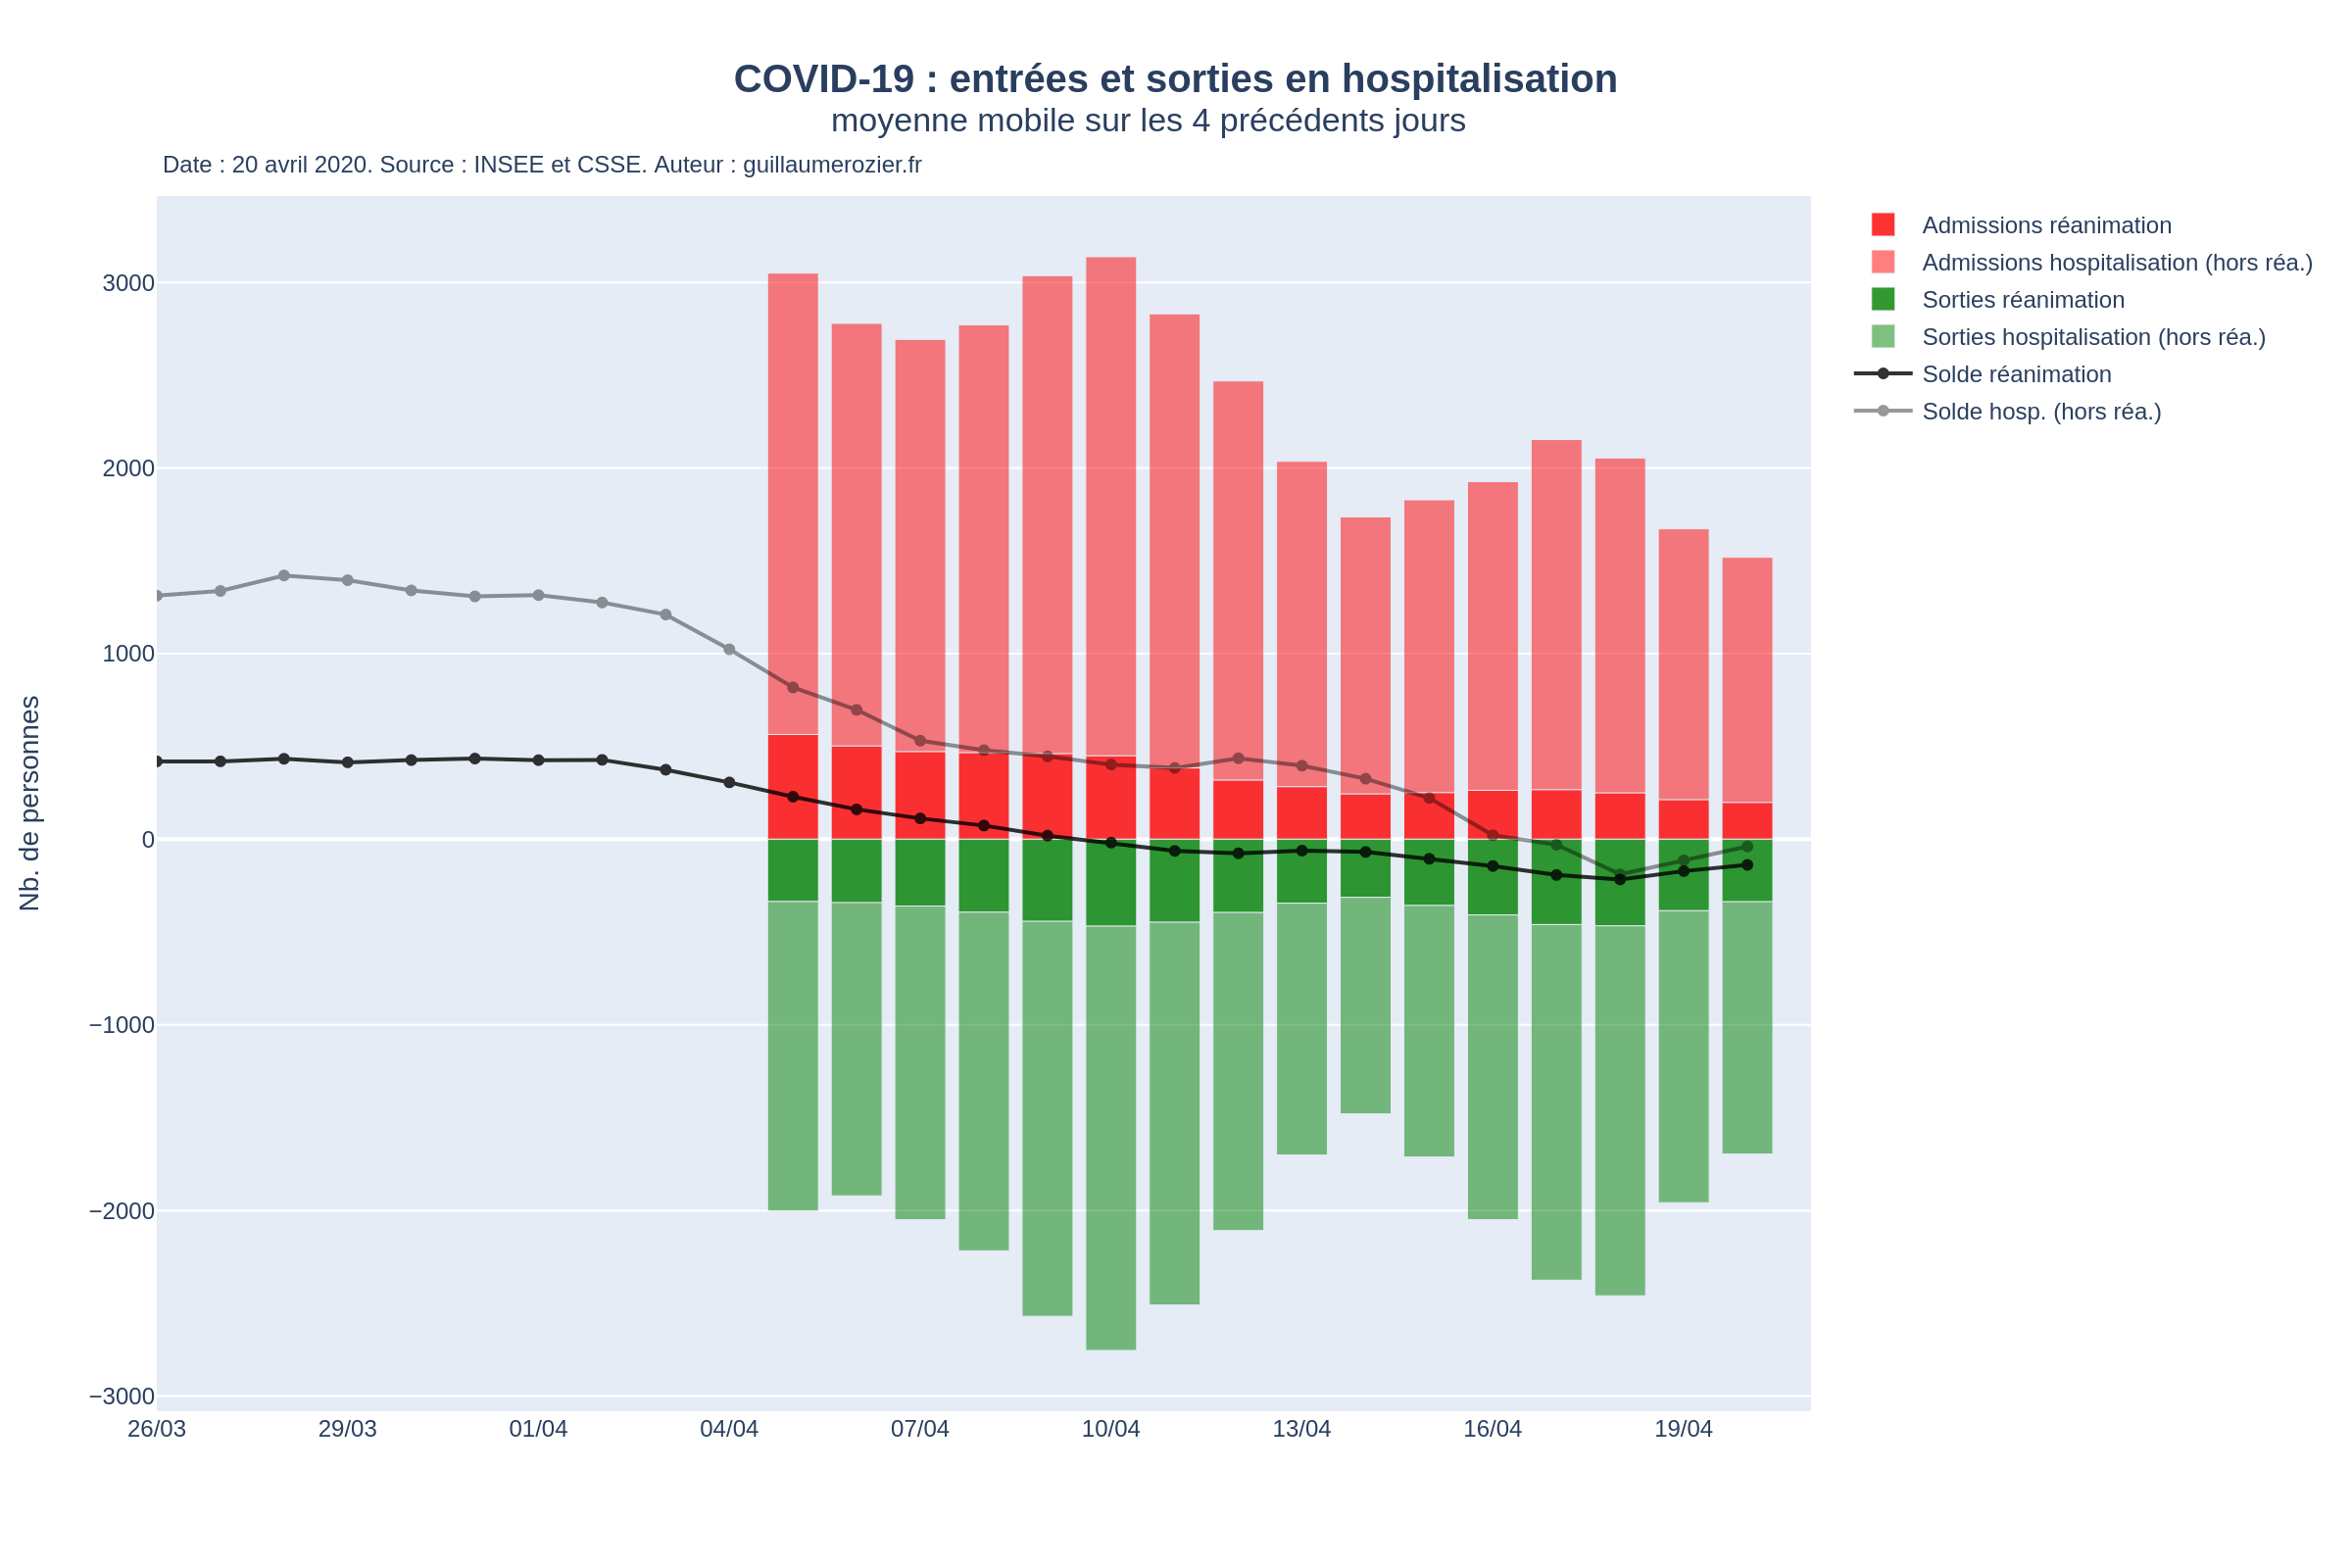 COVID-19 : entrées et sorties en hospitalisation
moyenne mobile sur les 4 précédents jours
Date : 20 avril 2020. Source : INSEE et CSSE. Auteur : guillaumerozier.fr
Admissions réanimation
Admissions hospitalisation (hors réa.)
Sorties réanimation
Sorties hospitalisation (hors réa.)
Solde réanimation
Solde hosp. (hors réa.)
Nb. de personnes
3000
2000
1000
0
−1000
−2000
−3000
26/03
29/03
01/04
04/04
07/04
10/04
13/04
16/04
19/04